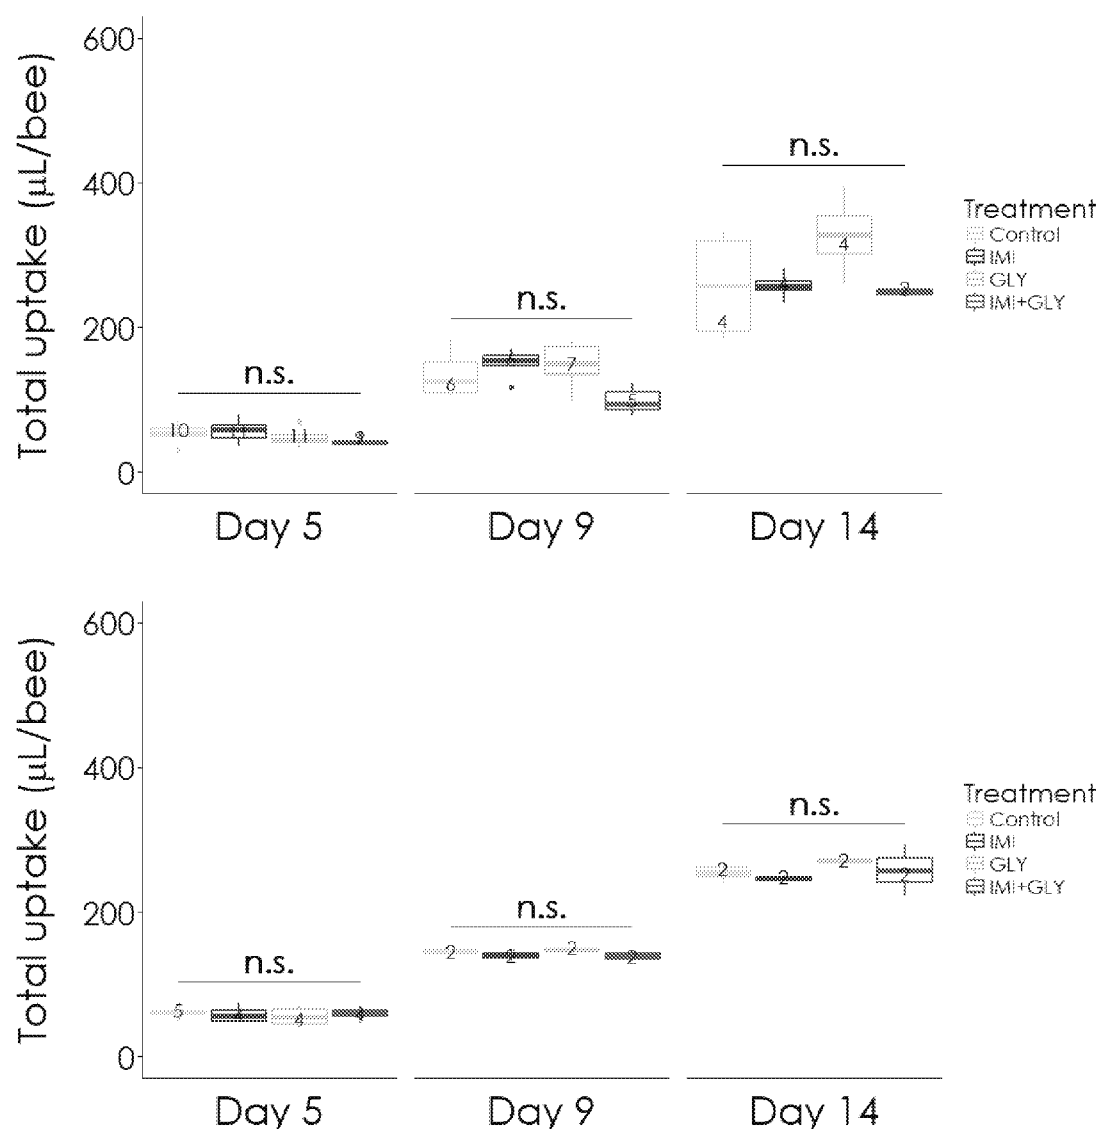 600
400
200
0
Total uptake (µL/bee)
n.s.
n.s.
n.s.
10
11
6
7
5
4
4
Day 5
Day 9
Day 14
Treatment
Control
IMI
GLY
IMI+GLY
600
400
200
0
Total uptake (µL/bee)
n.s.
n.s.
n.s.
5
4
2
2
2
2
2
2
2
Day 5
Day 9
Day 14
Treatment
Control
IMI
GLY
IMI+GLY